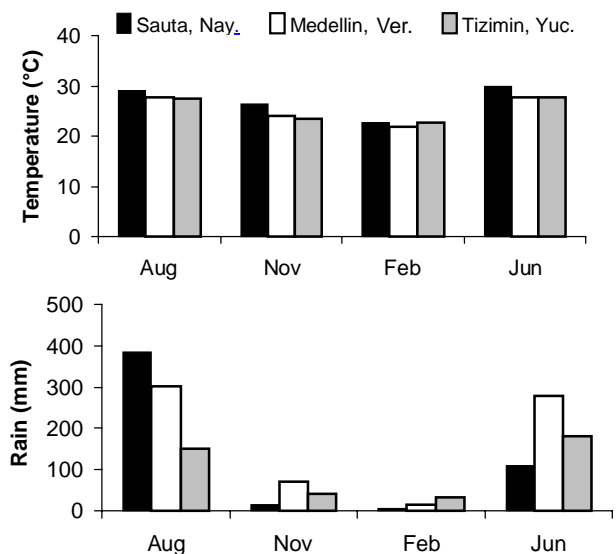 Sauta, Nay. Medellin, Ver. Tizimin, Yuc.
Temperature (°C)
40
30
20
10
0
Aug Nov Feb Jun
Rain (mm)
500
400
300
200
100
0
Aug Nov Feb Jun